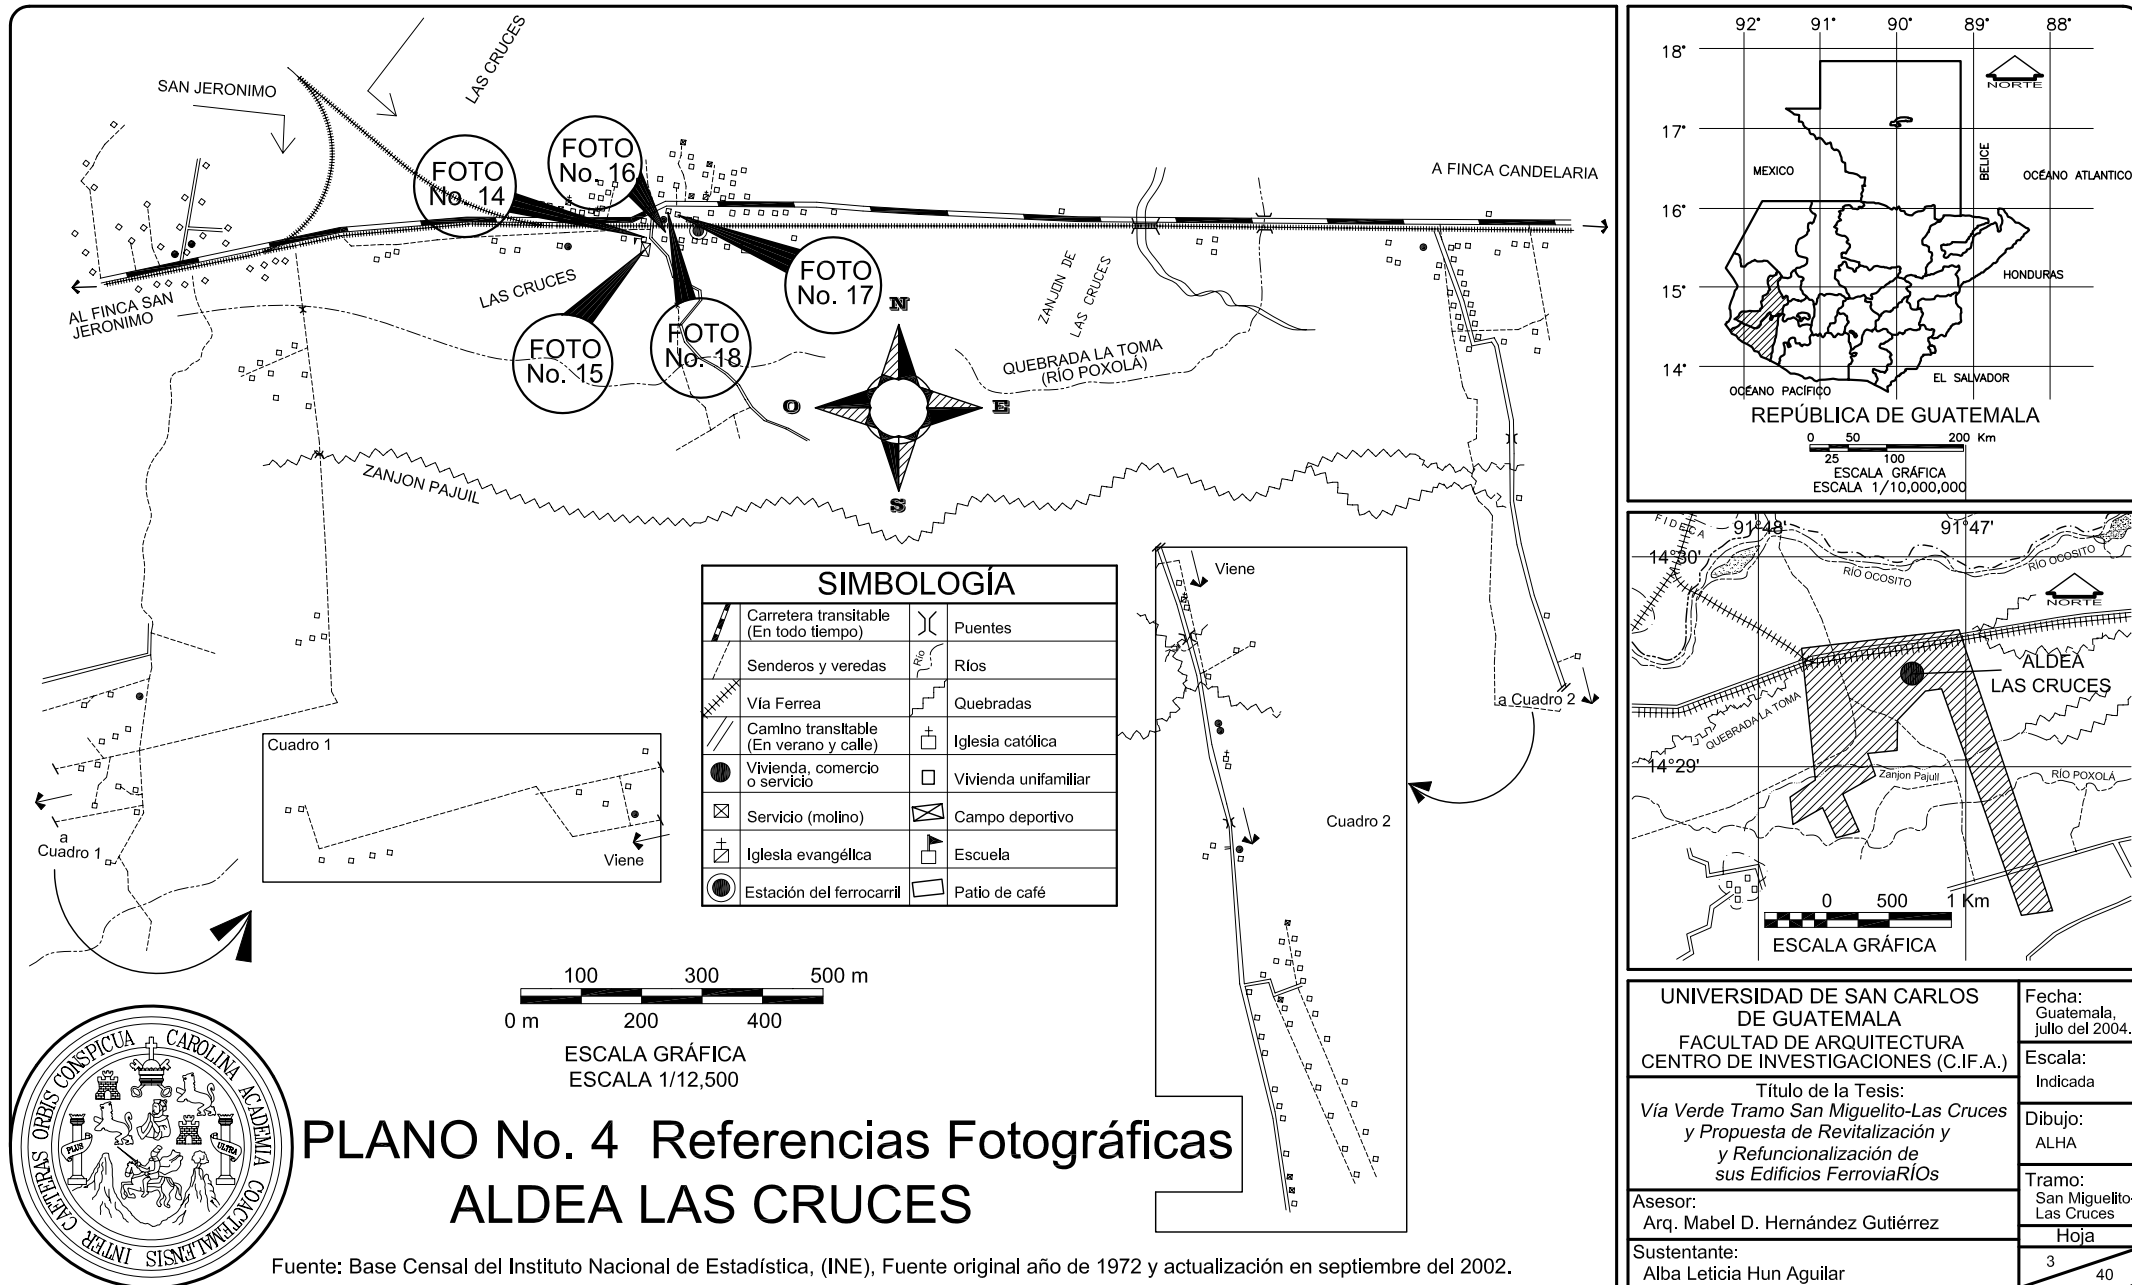 SAN JERONIMO
LAS CRUCES
FOTO
No. 14
FOTO
No. 16
A FINCA CANDELARIA
AL FINCA SAN
JERONIMO
LAS CRUCES
FOTO
No. 15
FOTO
No. 18
FOTO
No. 17
N
O
E
S
ZANJON DE
LAS CRUCES
QUEBRADA LA TOMA
(RÍO POXOLÁ)
ZANJON PAJUIL
SIMBOLOGÍA
Carretera transitable
(En todo tiempo)
Puentes
Senderos y veredas
Río
Ríos
Vía Ferrea
Quebradas
Camino transitable
(En verano y calle)
Iglesia católica
Vivienda, comercio
o servicio
Vivienda unifamiliar
Servicio (molino)
Campo deportivo
Iglesia evangélica
Escuela
Estación del ferrocarril
Patio de café
Viene
a Cuadro 2
Cuadro 2
Cuadro 1
Viene
a
Cuadro 1
100 300 500 m
0 m 200 400
ESCALA GRÁFICA
ESCALA 1/12,500
INTER CAETERAS ORBIS CONSPICUA CAROLINA ACADEMIA COACTEMALENSIS
PLUS
ULTRA
PLANO No. 4 Referencias Fotográficas
ALDEA LAS CRUCES
Fuente: Base Censal del Instituto Nacional de Estadística, (INE), Fuente original año de 1972 y actualización en septiembre del 2002.
92° 91° 90° 89° 88°
18°
17°
16°
15°
14°
NORTE
MEXICO
BELICE
OCÉANO ATLANTICO
HONDURAS
EL SALVADOR
OCÉANO PACÍFICO
REPÚBLICA DE GUATEMALA
0 50 200 Km
25 100
ESCALA GRÁFICA
ESCALA 1/10,000,000
91°48' 91°47'
14°30'
14°29'
RÍO OCOSITO
RÍO OCOSITO
NORTE
ALDEA
LAS CRUCES
QUEBRADA LA TOMA
Zanjon Pajuil
RÍO POXOLÁ
0 500 1 Km
ESCALA GRÁFICA
UNIVERSIDAD DE SAN CARLOS
DE GUATEMALA
FACULTAD DE ARQUITECTURA
CENTRO DE INVESTIGACIONES (C.IF.A.)
Título de la Tesis:
Vía Verde Tramo San Miguelito-Las Cruces
y Propuesta de Revitalización y
y Refuncionalización de
sus Edificios FerroviaRÍOs
Asesor:
Arq. Mabel D. Hernández Gutiérrez
Sustentante:
Alba Leticia Hun Aguilar
Fecha:
Guatemala,
julio del 2004.
Escala:
Indicada
Dibujo:
ALHA
Tramo:
San Miguelito-
Las Cruces
Hoja
3
40